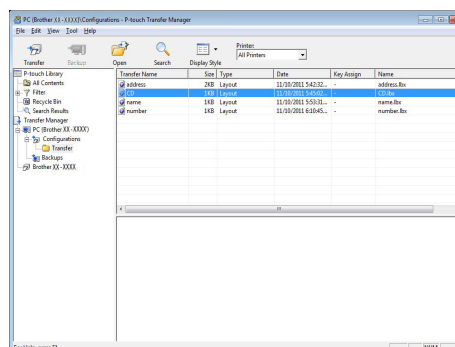 PC (Brother XX-XXXX)\Configurations - P-touch Transfer Manager
File Edit View Tool Help
Transfer Backup Open Search Display Style Printer:
All Printers
P-touch Library
All Contents
Filter
Recycle Bin
Search Results
Transfer Manager
PC (Brother XX-XXXX)
Configurations
Transfer
Backups
Brother XX-XXXX
Transfer Name Size Type Date Key Assign Name
address 2KB Layout 11/10/2011 5:42:32... - address.lbx
CD 1KB Layout 11/10/2011 5:45:02... - CD.lbx
name 1KB Layout 11/10/2011 5:53:31... - name.lbx
number 1KB Layout 11/10/2011 6:10:45... - number.lbx